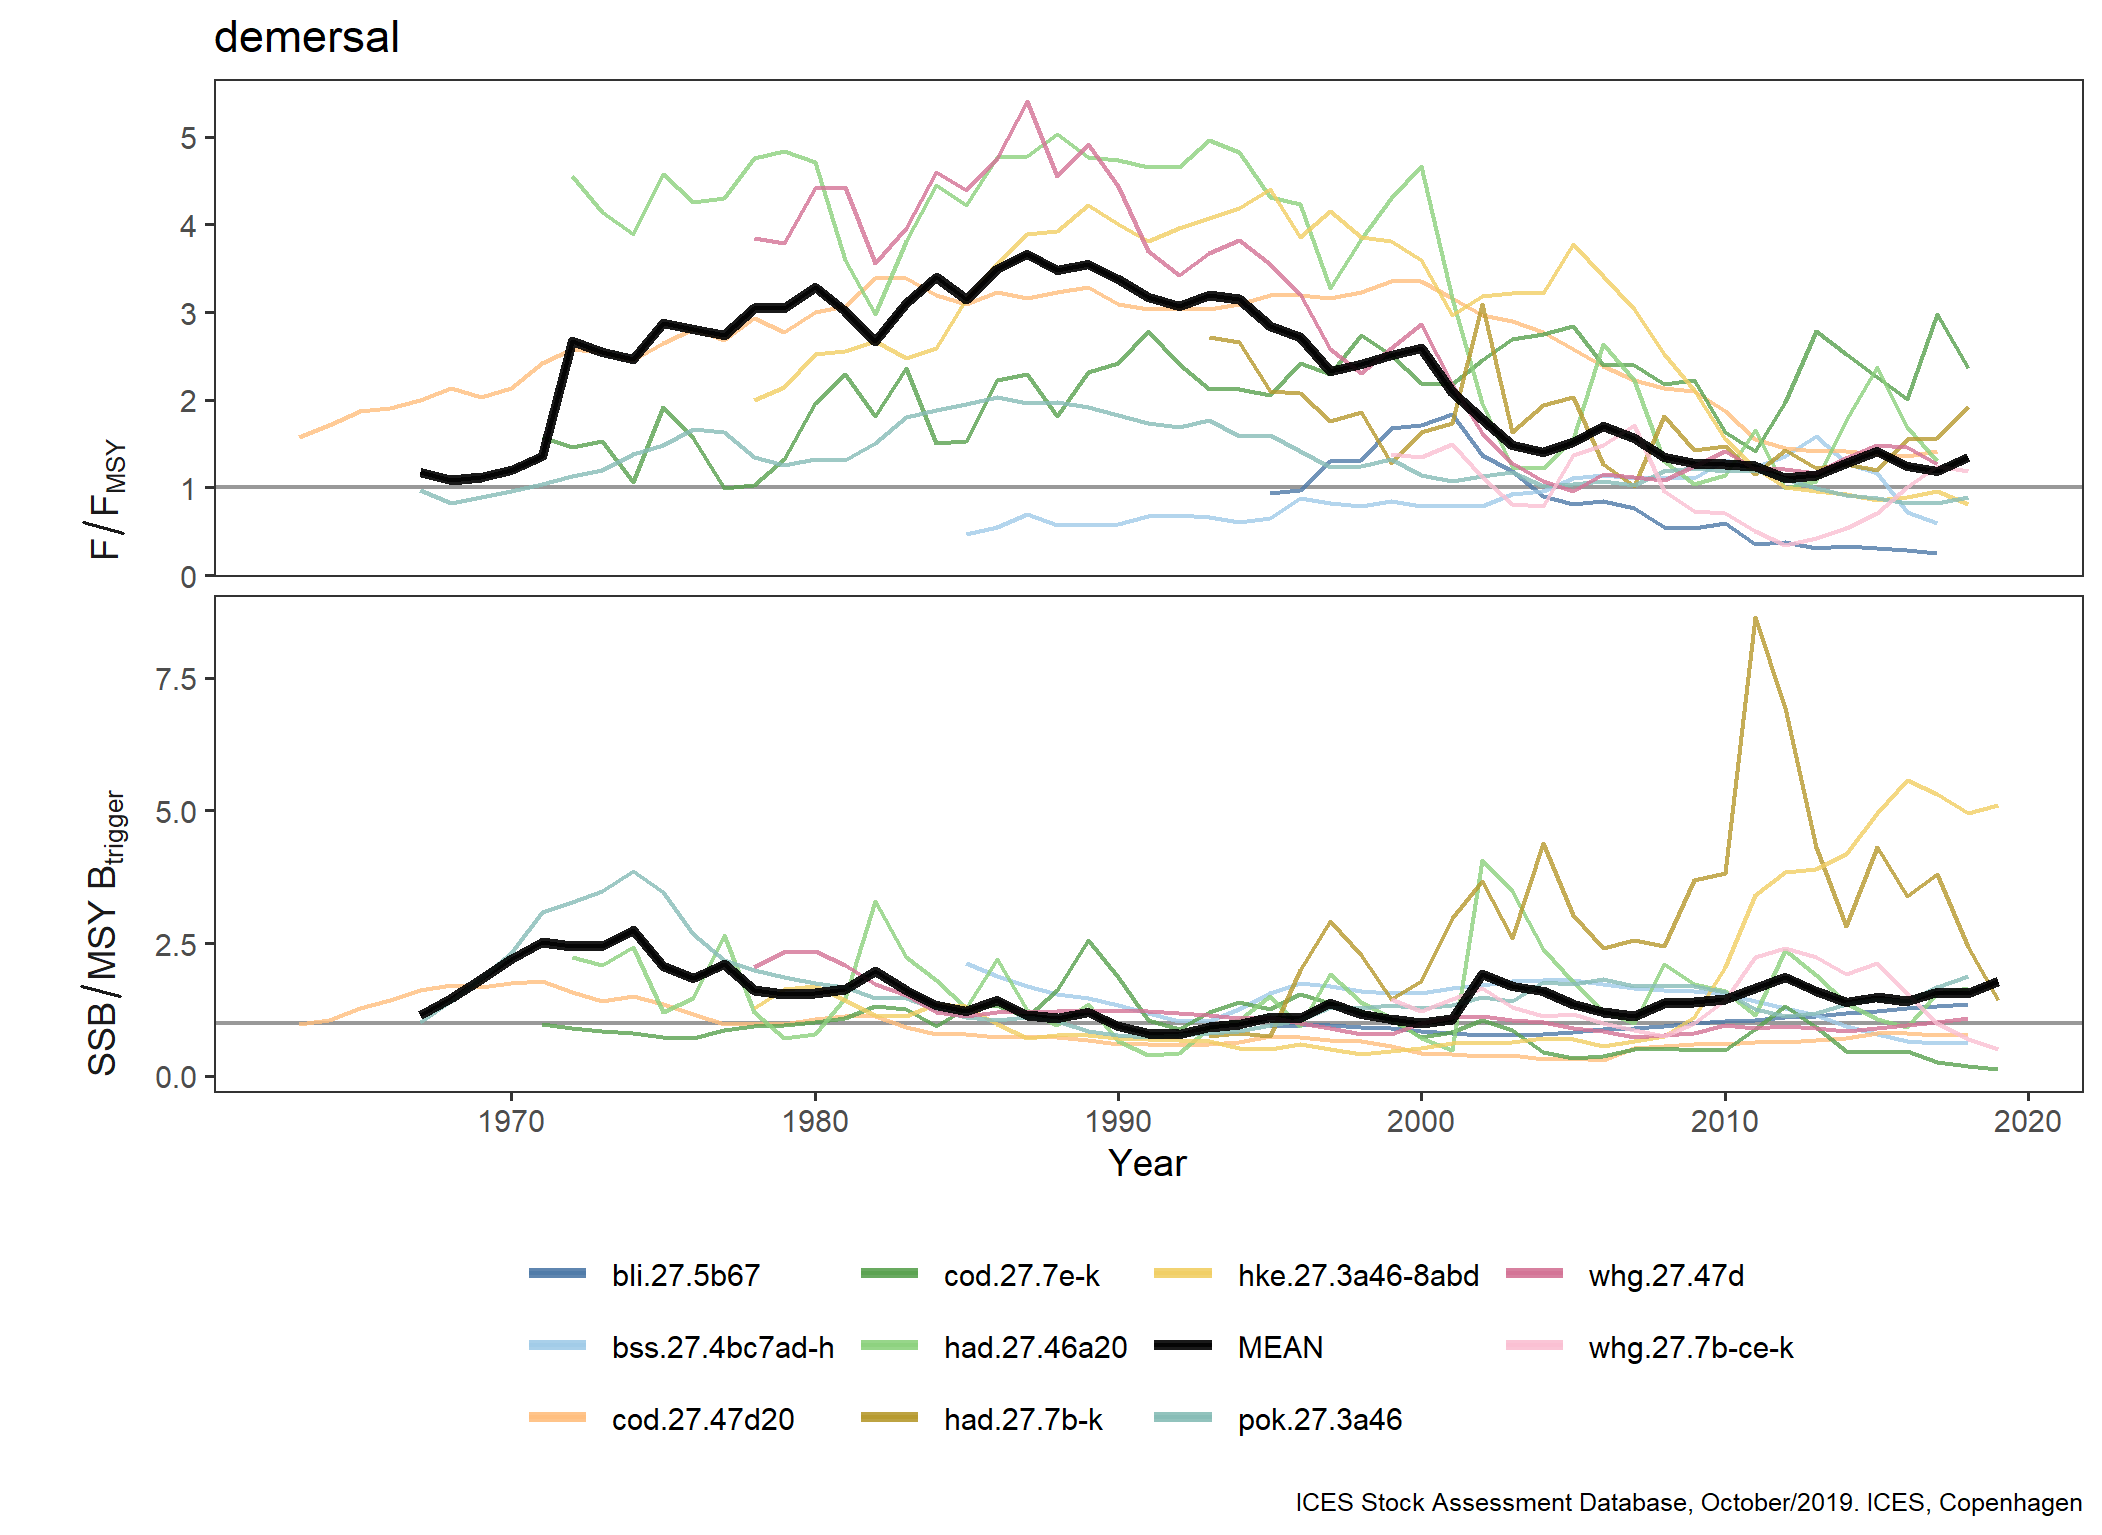 demersal
5
4
3
2
1
0
F / FMSY
7.5
5.0
2.5
0.0
SSB / MSY Btrigger
1970 1980 1990 2000 2010 2020
Year
bli.27.5b67 cod.27.7e-k hke.27.3a46-8abd whg.27.47d
bss.27.4bc7ad-h had.27.46a20 MEAN whg.27.7b-ce-k
cod.27.47d20 had.27.7b-k pok.27.3a46
ICES Stock Assessment Database, October/2019. ICES, Copenhagen